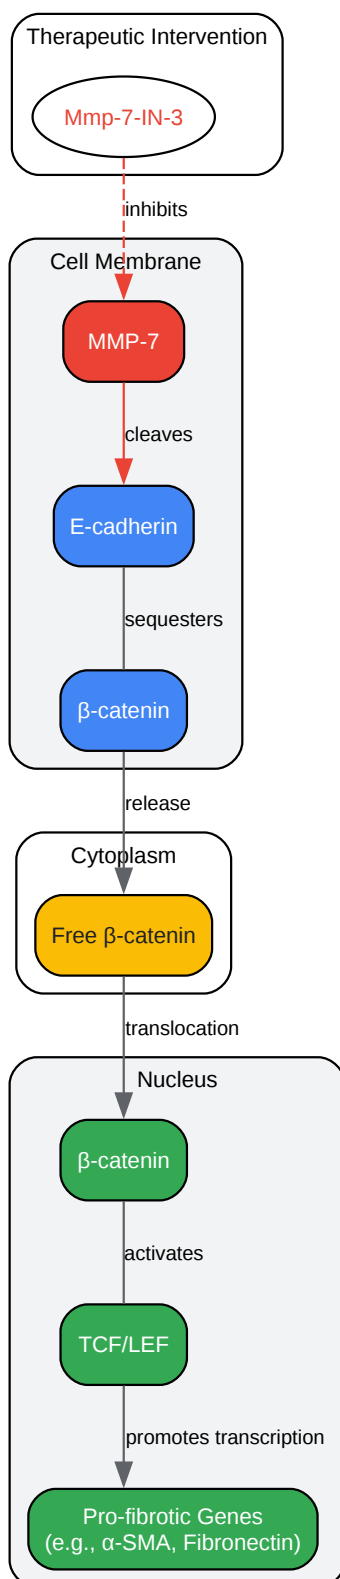 Therapeutic Intervention
Mmp-7-IN-3
inhibits
Cell Membrane
MMP-7
cleaves
E-cadherin
sequesters
β-catenin
release
Cytoplasm
Free β-catenin
translocation
Nucleus
β-catenin
activates
TCF/LEF
promotes transcription
Pro-fibrotic Genes
(e.g., α-SMA, Fibronectin)